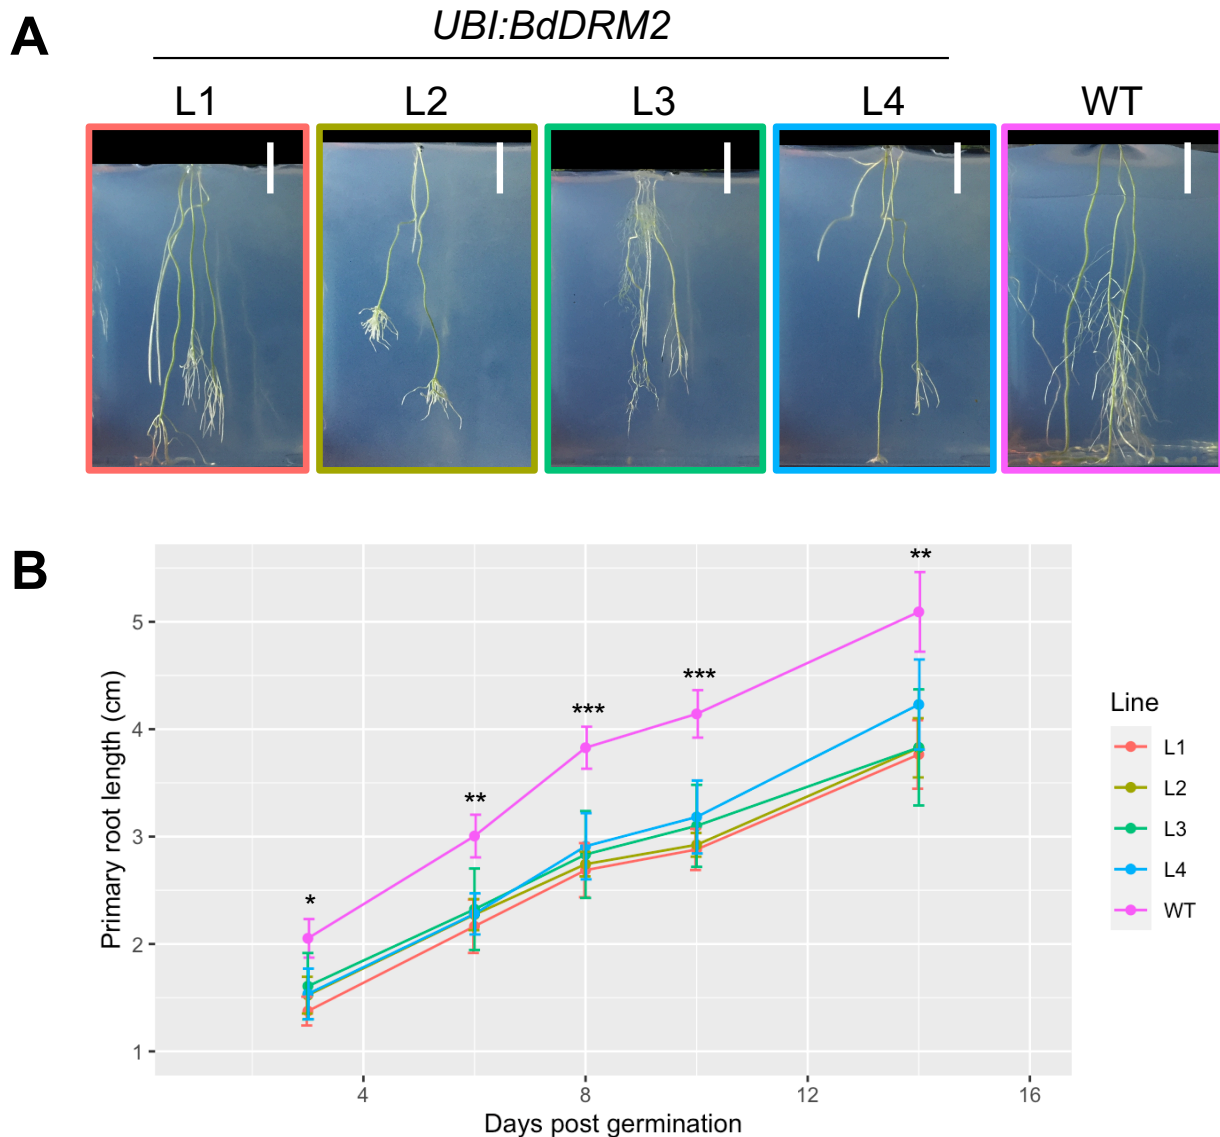 A
UBI:BdDRM2
L1 L2 L3 L4 WT
B
**
***
***
**
*
5
4
3
2
1
Primary root length (cm)
4 8 12 16
Days post germination
Line
L1
L2
L3
L4
WT